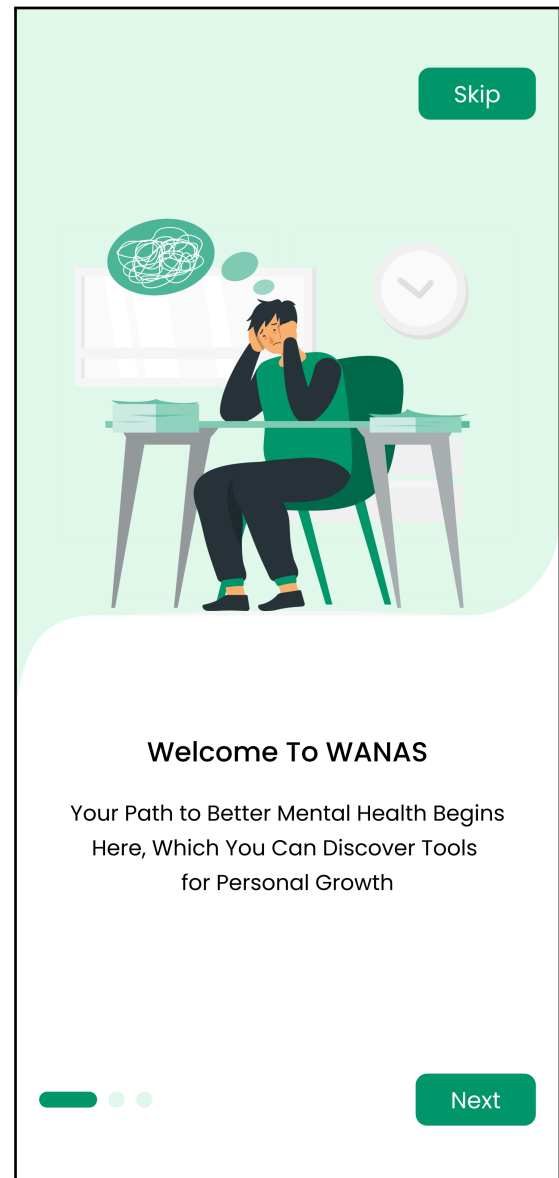 Skip
Welcome To WANAS
Your Path to Better Mental Health Begins
Here, Which You Can Discover Tools
for Personal Growth
Next